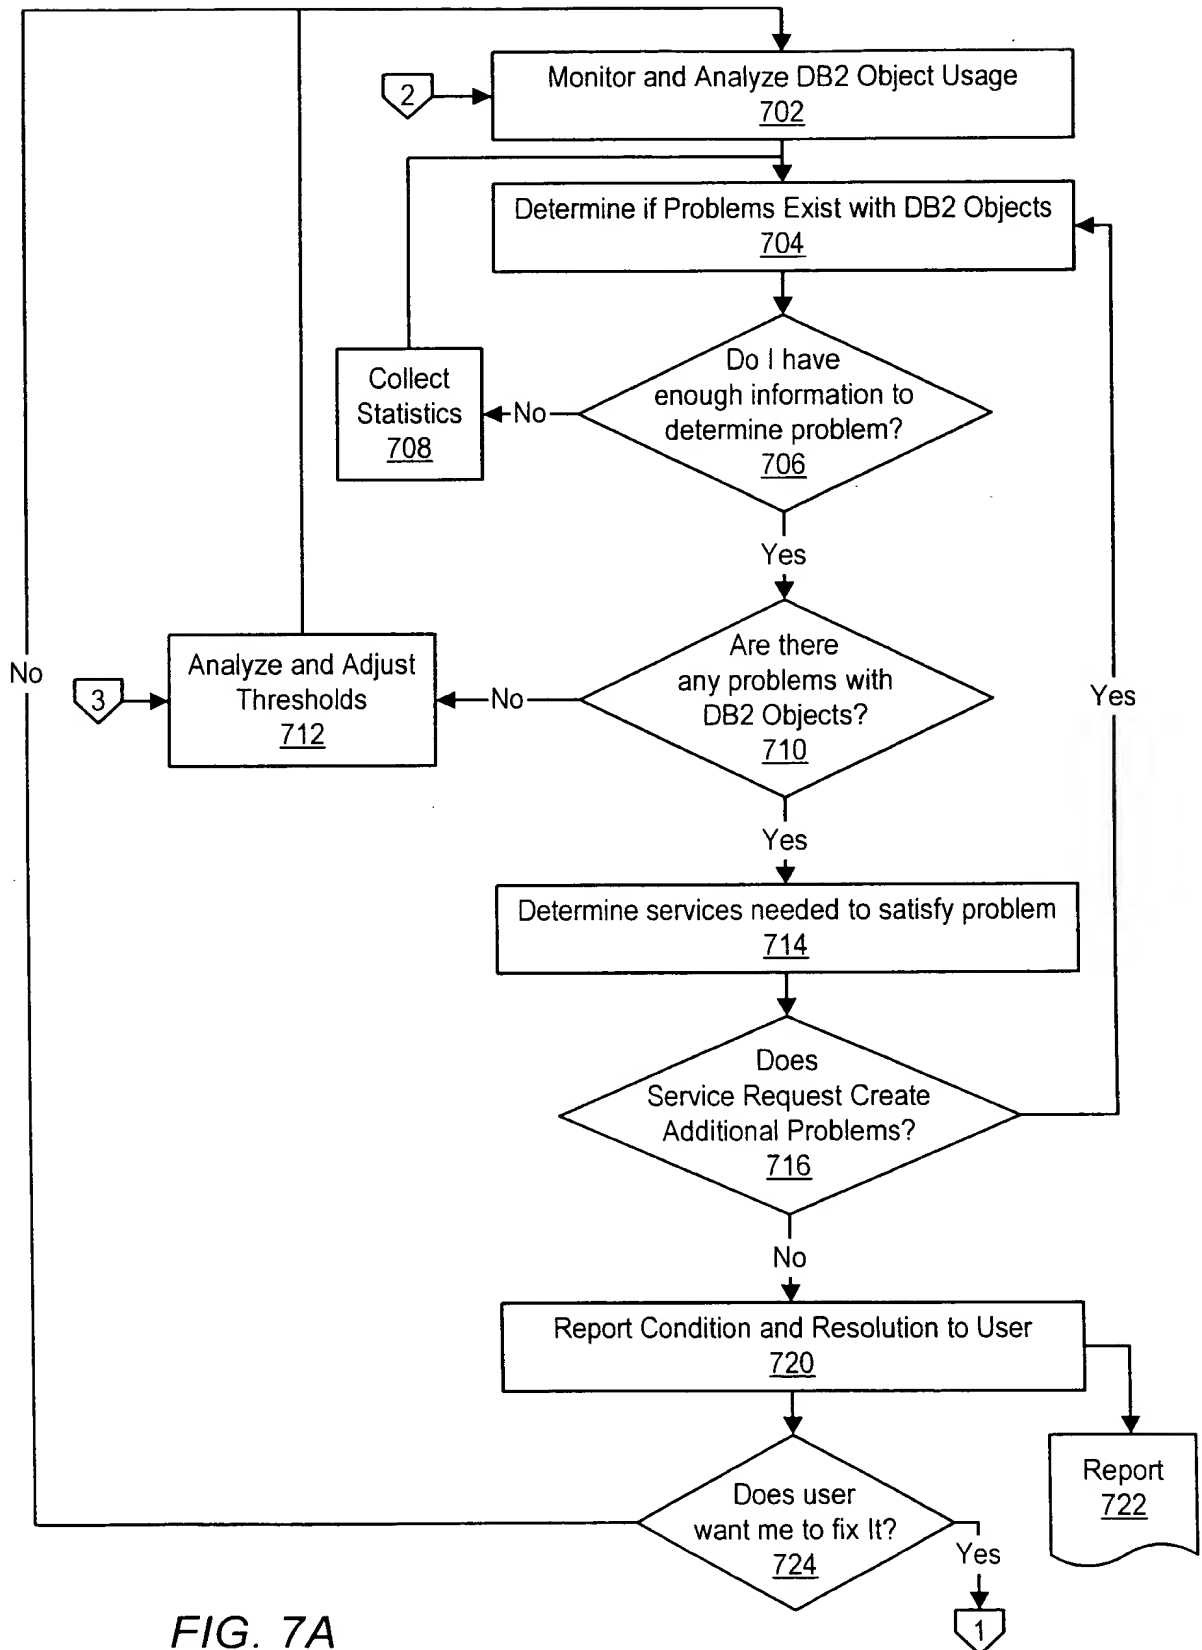 2
Monitor and Analyze DB2 Object Usage
702
Determine if Problems Exist with DB2 Objects
704
Do I have
enough information to
determine problem?
706
No
Collect
Statistics
708
Yes
Are there
any problems with
DB2 Objects?
710
No
Analyze and Adjust
Thresholds
712
3
No
Yes
Yes
Determine services needed to satisfy problem
714
Does
Service Request Create
Additional Problems?
716
No
Report Condition and Resolution to User
720
Report
722
Does user
want me to fix It?
724
Yes
1
FIG. 7A